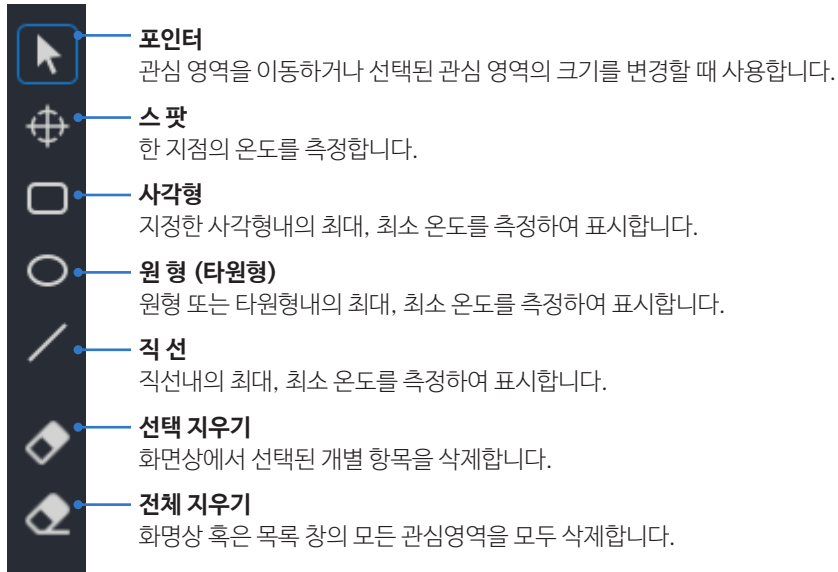 포인터
관심 영역을 이동하거나 선택된 관심 영역의 크기를 변경할 때 사용합니다.
스 팟
한 지점의 온도를 측정합니다.
사각형
지정한 사각형내의 최대, 최소 온도를 측정하여 표시합니다.
원 형 (타원형)
원형 또는 타원형내의 최대, 최소 온도를 측정하여 표시합니다.
직 선
직선내의 최대, 최소 온도를 측정하여 표시합니다.
선택 지우기
화면상에서 선택된 개별 항목을 삭제합니다.
전체 지우기
화명상 혹은 목록 창의 모든 관심영역을 모두 삭제합니다.